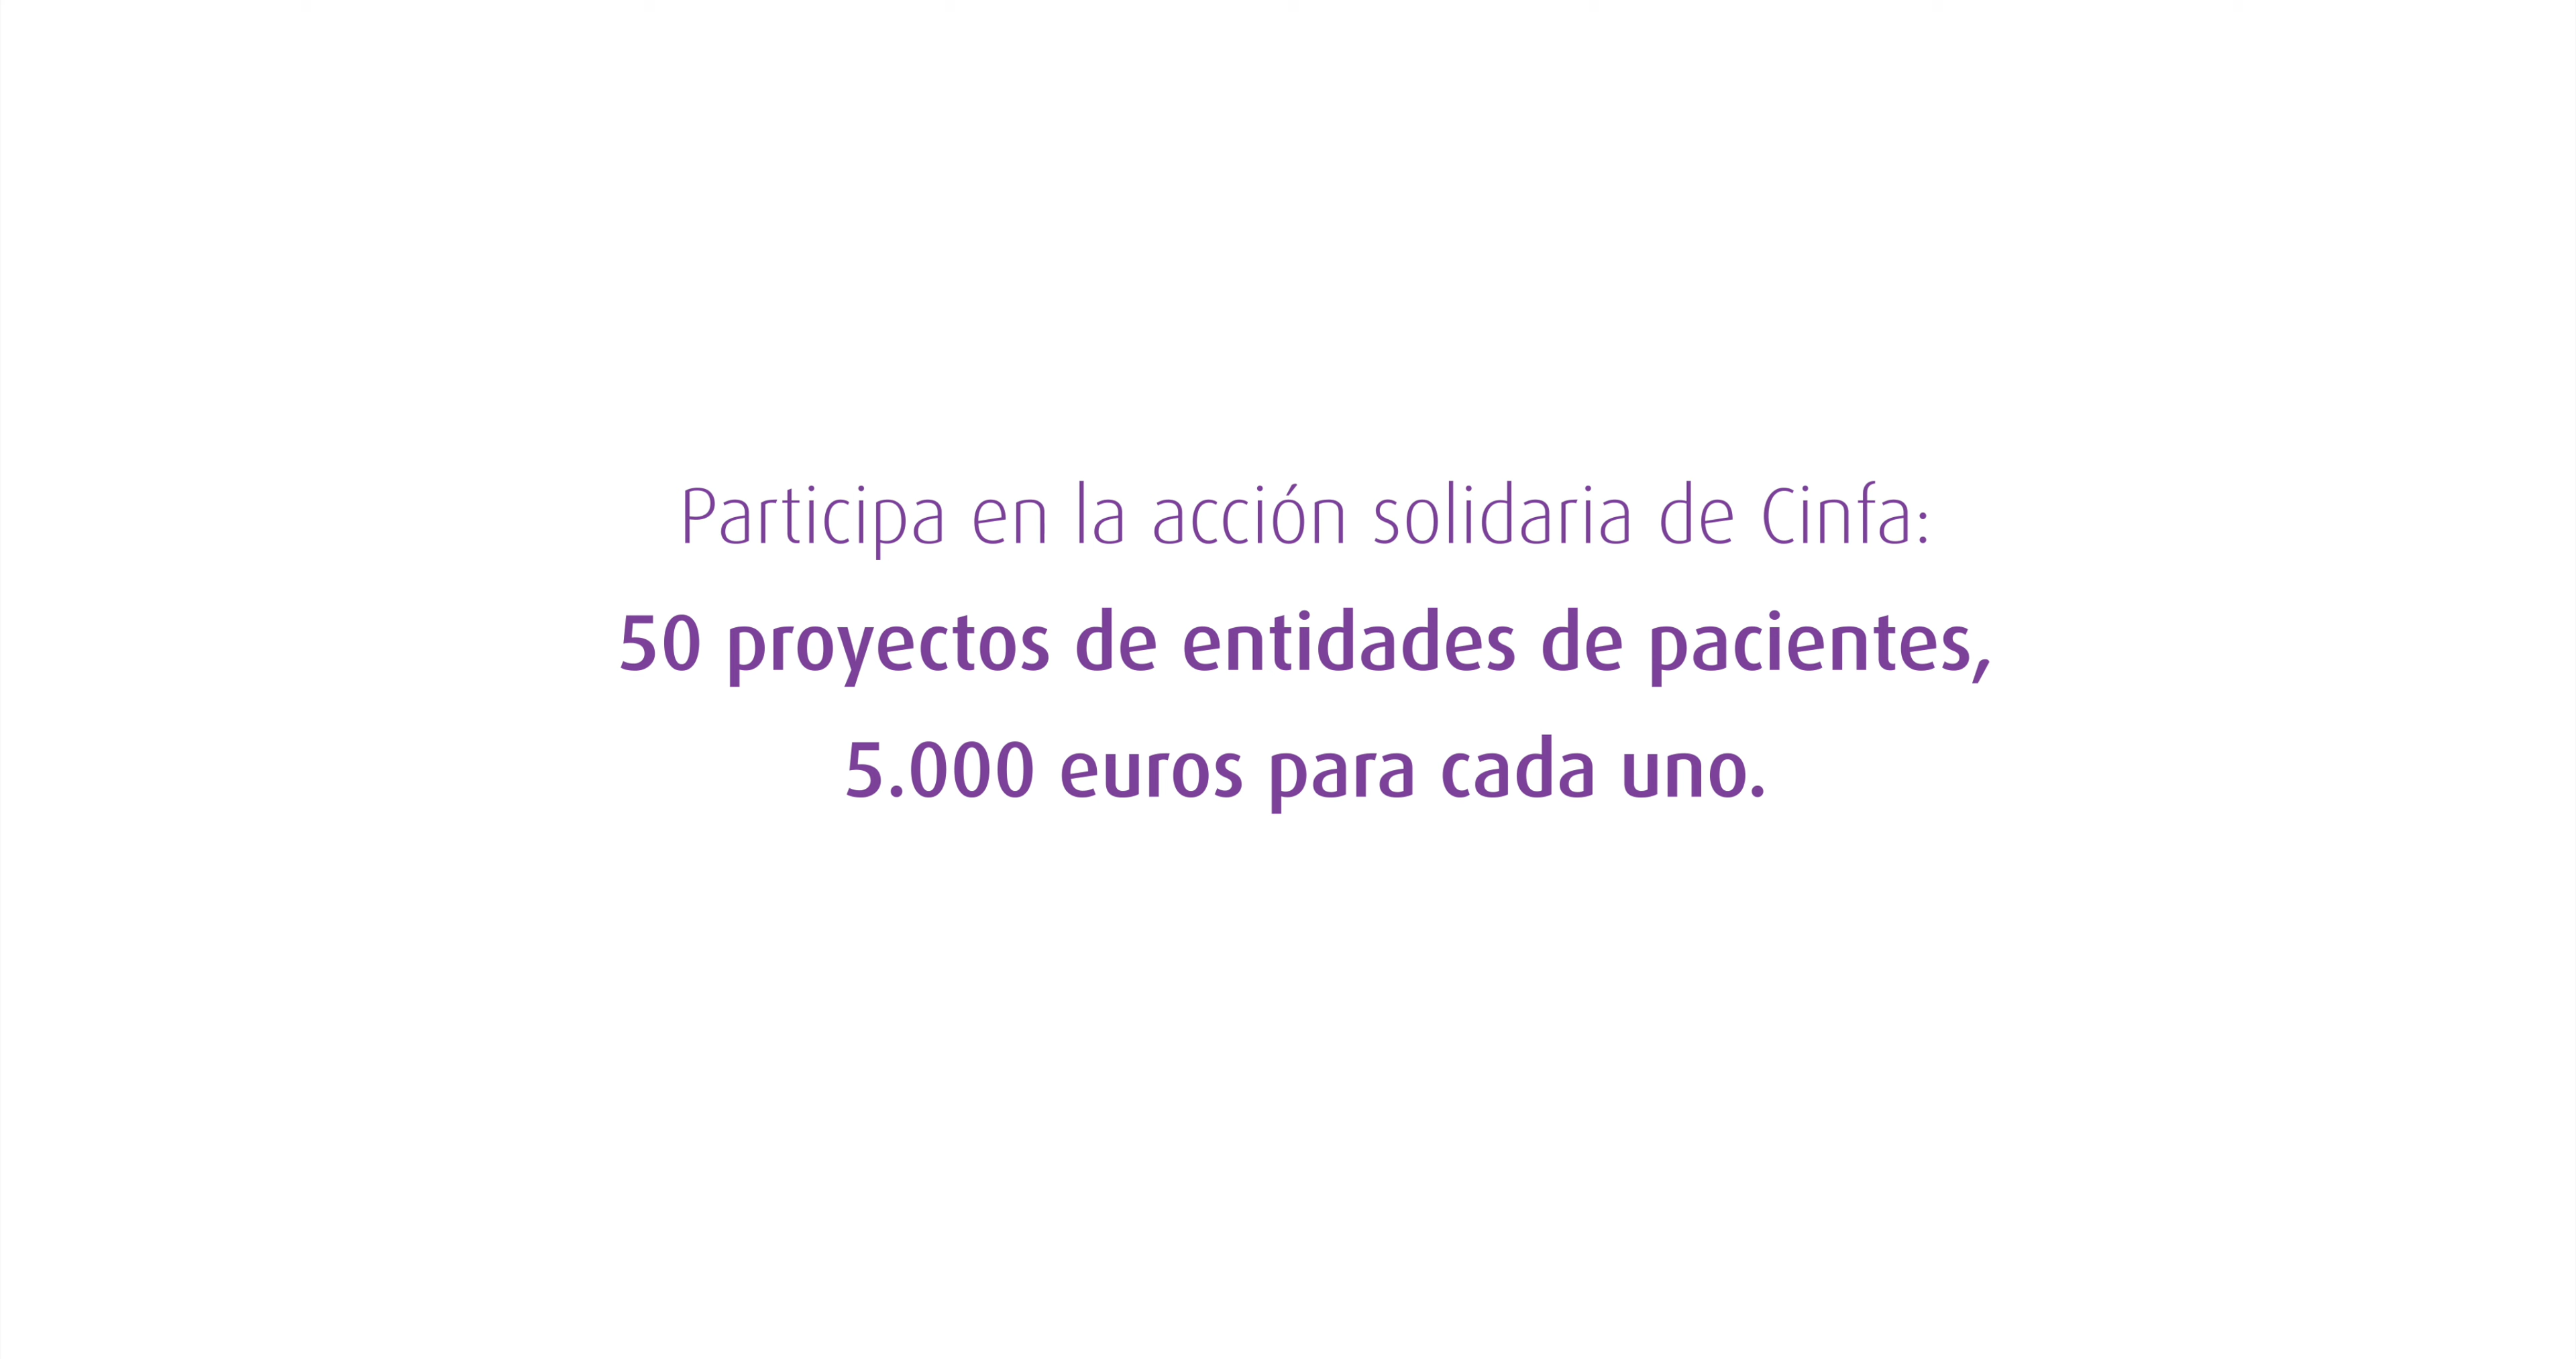 Participa en la acción solidaria de Cinfa:
50 proyectos de entidades de pacientes,
5.000 euros para cada uno.